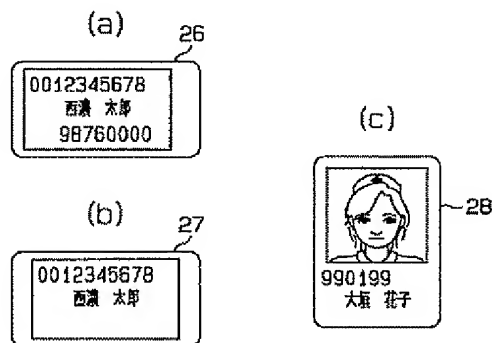 (a)
26
0012345678
西濃 太郎
98760000
(b)
27
0012345678
西濃 太郎
(c)
28
990199
大垣 花子